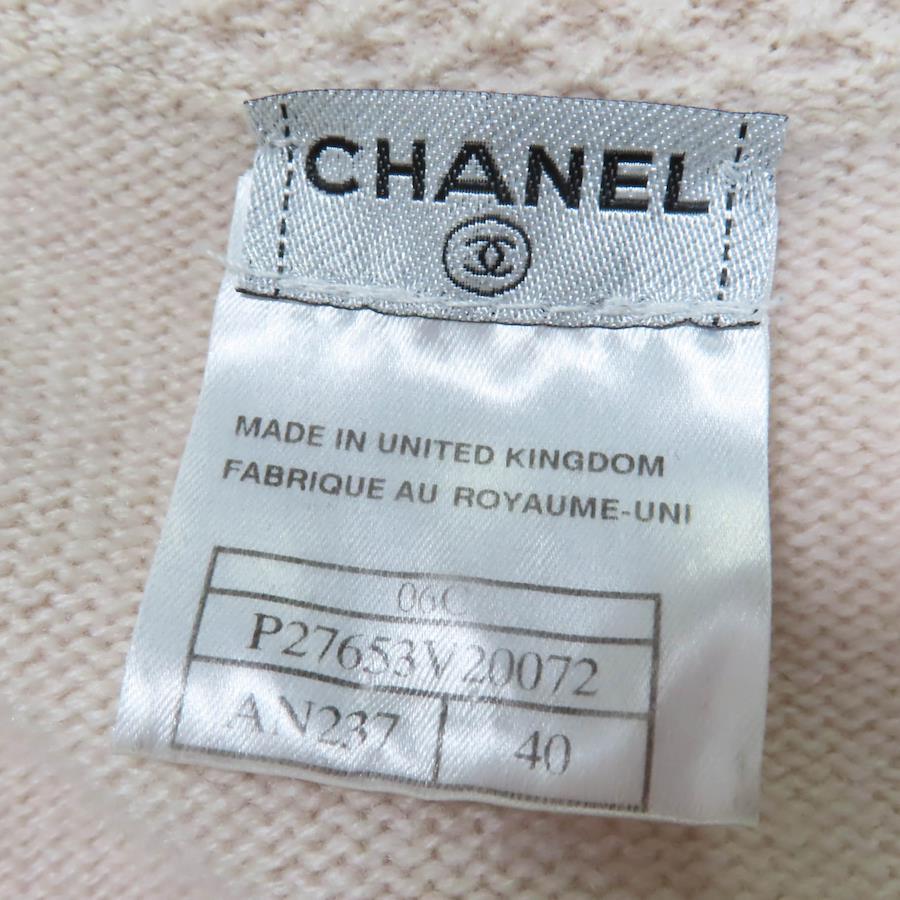 CHANEL
MADE IN UNITED KINGDOM
FABRIQUE AU ROYAUME-UNI
06C
P27653V20072
AN237 40